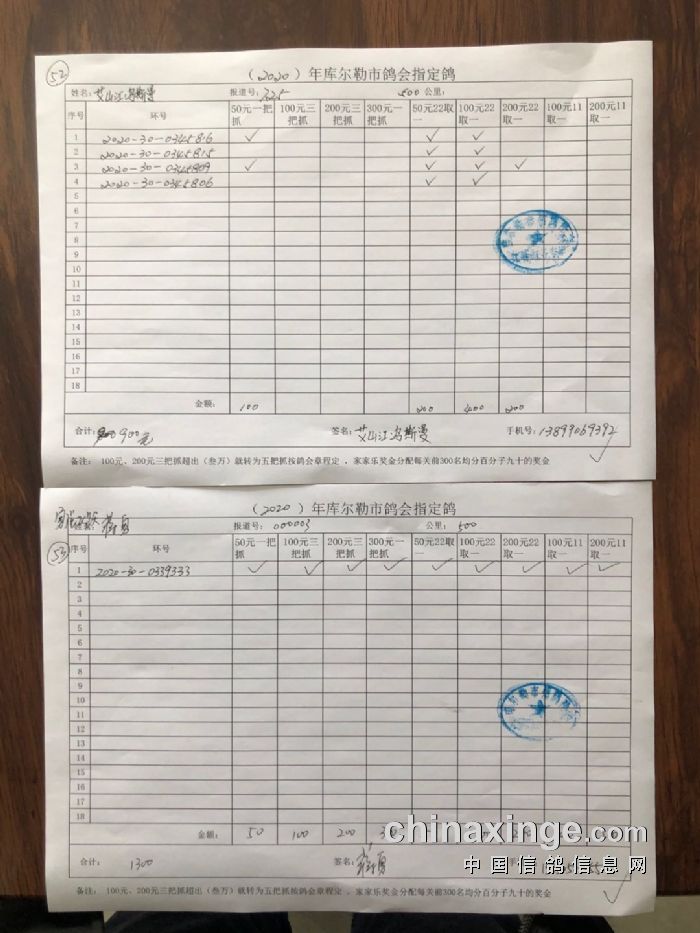 52
（2020）年库尔勒市鸽会指定鸽
姓名: 艾山江 乌斯曼 报道号: 公里: 500
序号 环号 50元一把抓 100元三把抓 200元三把抓 300元一把抓 50元22取一 100元22取一 200元22取一 100元11取一 200元11取一
1 2020-30-0345816 ✓ ✓ ✓
2 2020-30-0345815 ✓ ✓
3 2020-30-0345809 ✓ ✓ ✓ ✓
4 2020-30-0345806 ✓ ✓
5
6
7
8
9
10
11
12
13
14
15
16
17
18
金额: 100 200 400 200
合计: 900元 签名: 艾山江 乌斯曼 手机号: 13899069392 ✓
备注: 100元、200元三把抓超出（叁万）就转为五把抓按鸽会章程定，家家乐奖金分配每关前300名均分百分子九十的奖金
53
（2020）年库尔勒市鸽会指定鸽
报道号: 000003 公里: 500
序号 环号 50元一把抓 100元三把抓 200元三把抓 300元一把抓 50元22取一 100元22取一 200元22取一 100元11取一 200元11取一
1 2020-30-0339333 ✓ ✓ ✓ ✓ ✓ ✓ ✓ ✓ ✓
2
3
4
5
6
7
8
9
10
11
12
13
14
15
16
17
18
金额: 50 100 200
合计: 1300 签名:
备注: 100元、200元三把抓超出（叁万）就转为五把抓按鸽会章程定，家家乐奖金分配每关前300名均分百分子九十的奖金
chinaxinge.com
中国信鸽信息网